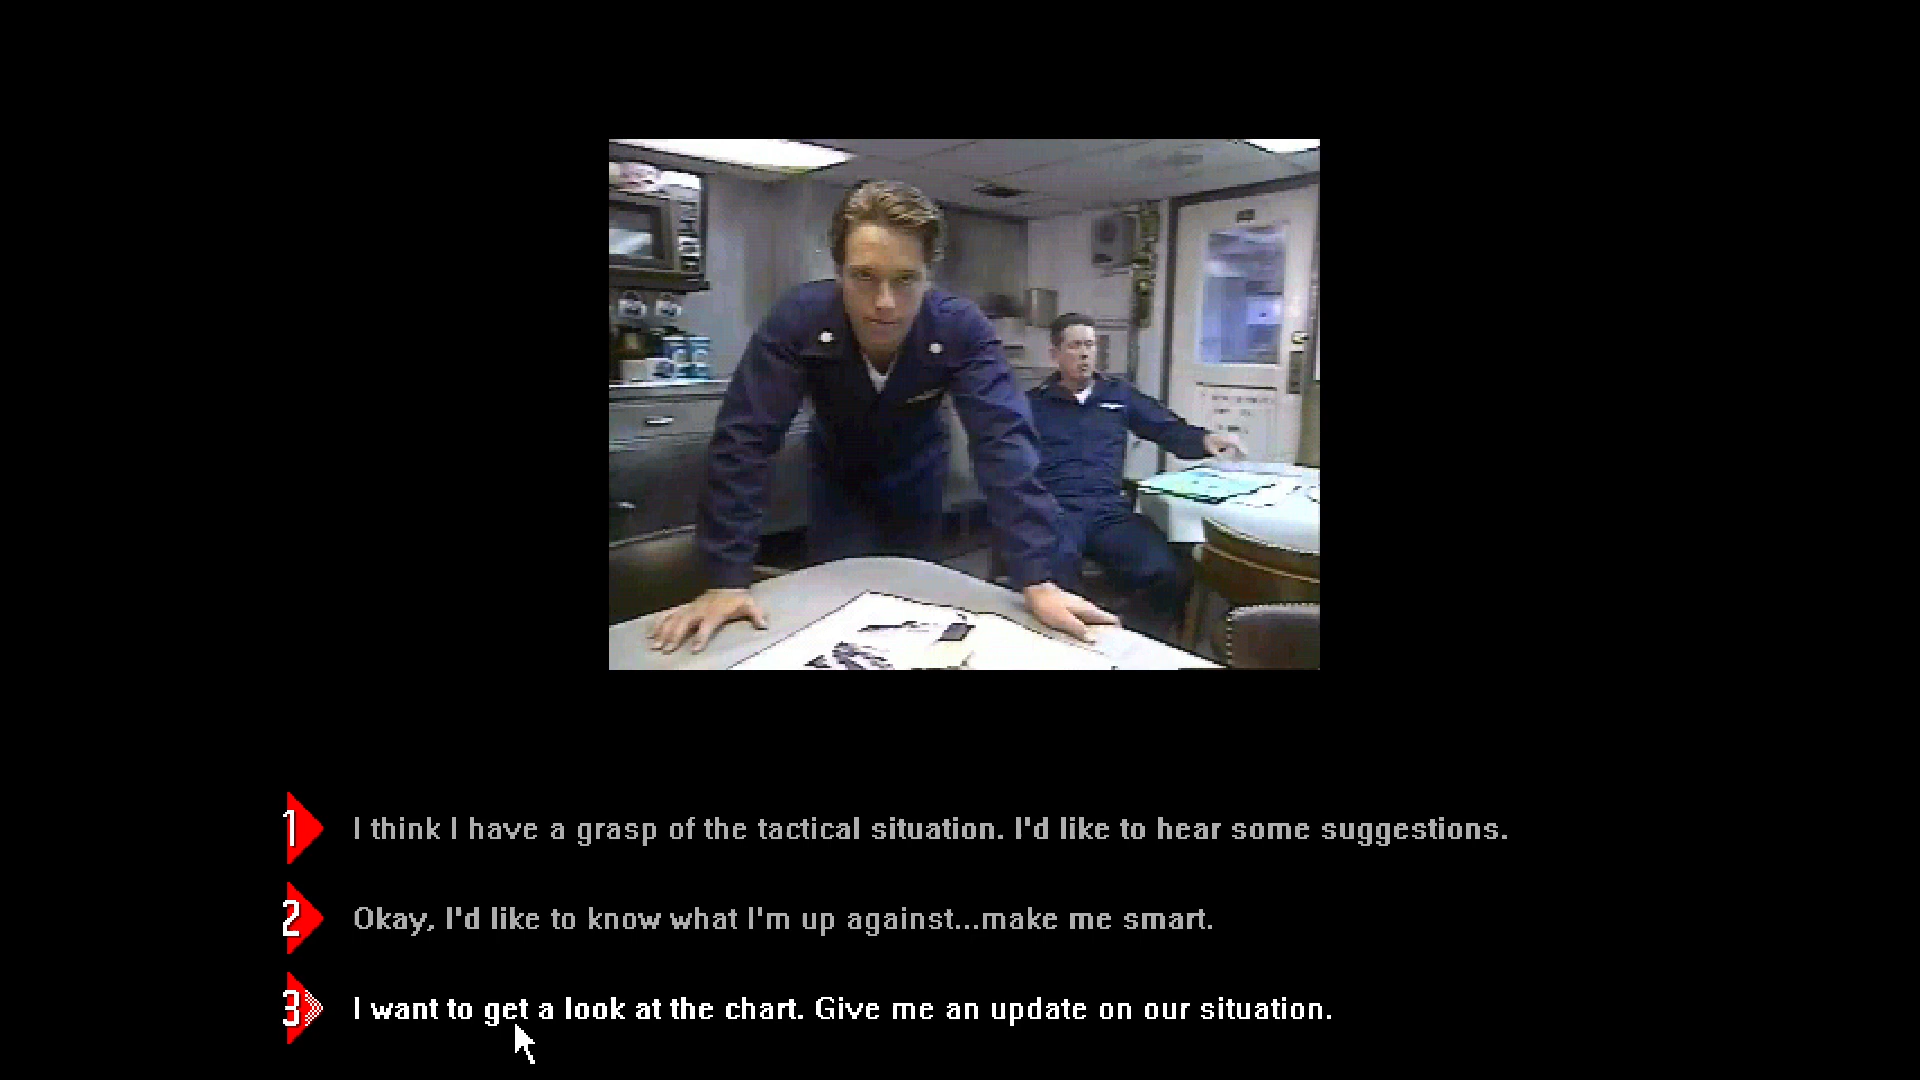 1 I think I have a grasp of the tactical situation. I'd like to hear some suggestions.
2 Okay, I'd like to know what I'm up against...make me smart.
3 I want to get a look at the chart. Give me an update on our situation.